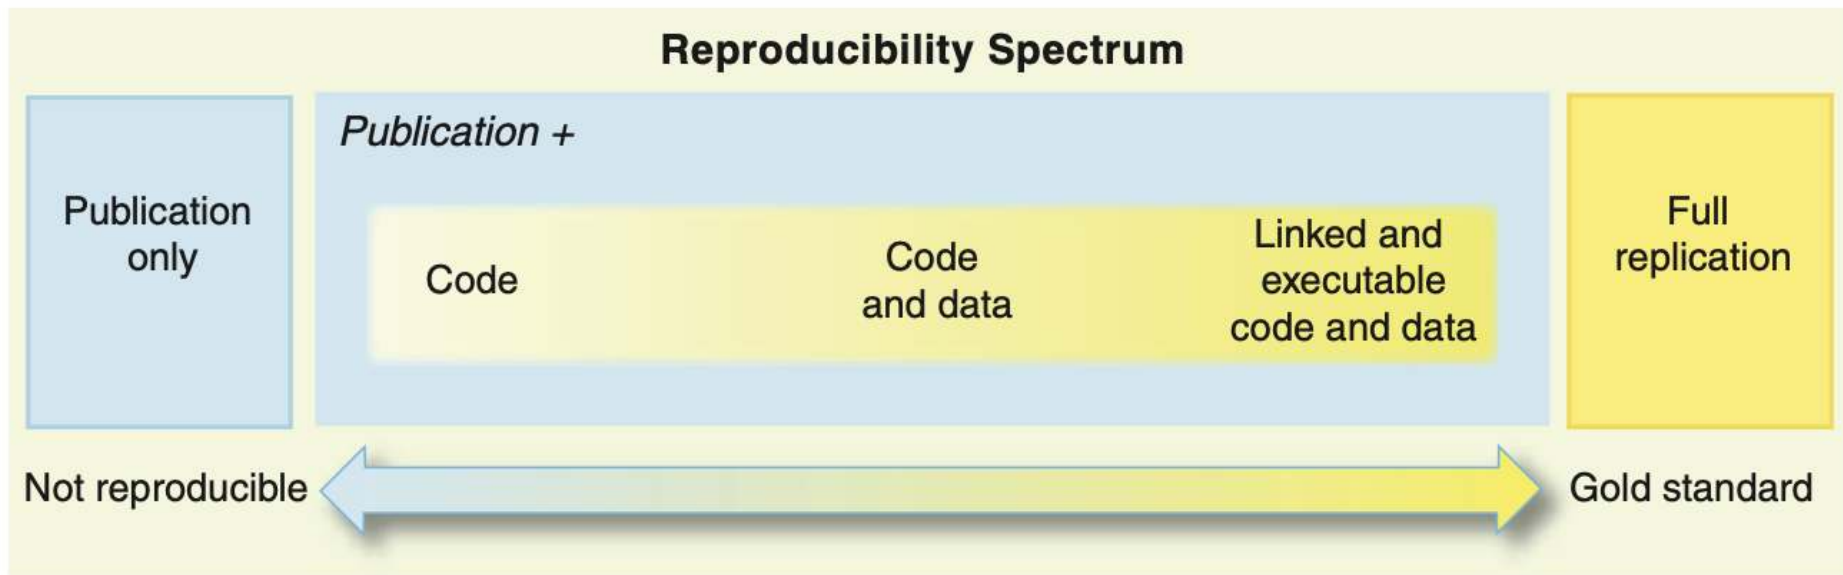 Reproducibility Spectrum
Publication
only
Publication +
Code
Code
and data
Linked and
executable
code and data
Full
replication
Not reproducible
Gold standard